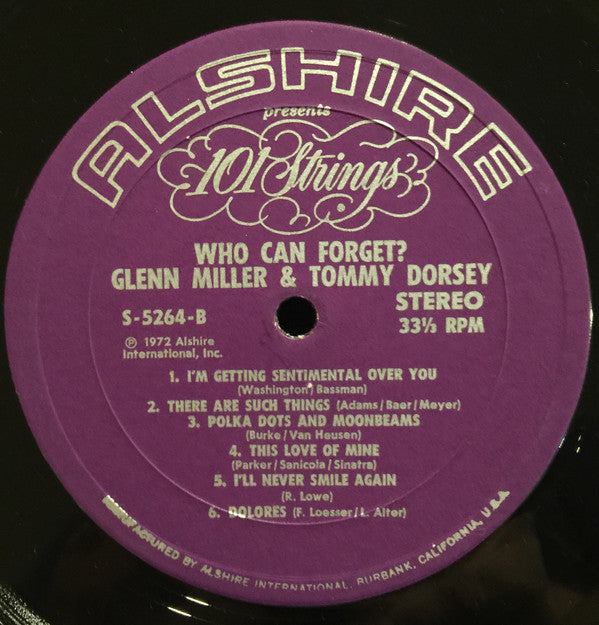 ALSHIRE
presents
101 Strings®
WHO CAN FORGET?
GLENN MILLER & TOMMY DORSEY
STEREO
S-5264-B
33⅓ RPM
℗ 1972 Alshire
International, Inc.
1. I'M GETTING SENTIMENTAL OVER YOU
(Washington/Bassman)
2. THERE ARE SUCH THINGS (Adams/Baer/Meyer)
3. POLKA DOTS AND MOONBEAMS
(Burke/Van Heusen)
4. THIS LOVE OF MINE
(Parker/Sanicola/Sinatra)
5. I'LL NEVER SMILE AGAIN
(R. Lowe)
6. DOLORES (F. Loesser/L. Alter)
MANUFACTURED BY ALSHIRE INTERNATIONAL, BURBANK, CALIFORNIA, U.S.A.